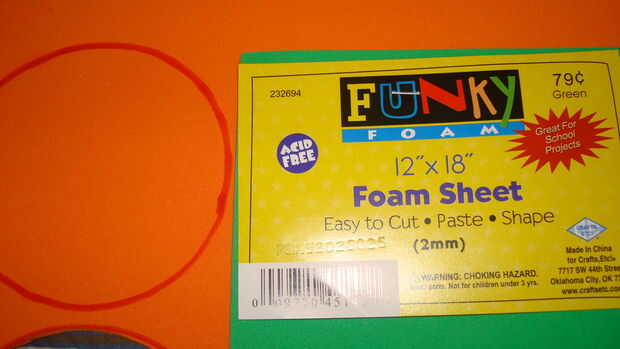 232694
FUNKY
79¢
Green
FOAM
Great For
School
Projects
ACID
FREE
12" x 18"
Foam Sheet
Easy to Cut • Paste • Shape
(2mm)
Made In China
for Crafts,Etc!
7717 SW 44th Street
Oklahoma City, OK
www.craftsetc.com
WARNING: CHOKING HAZARD.
parts. Not for children under 3 yrs.